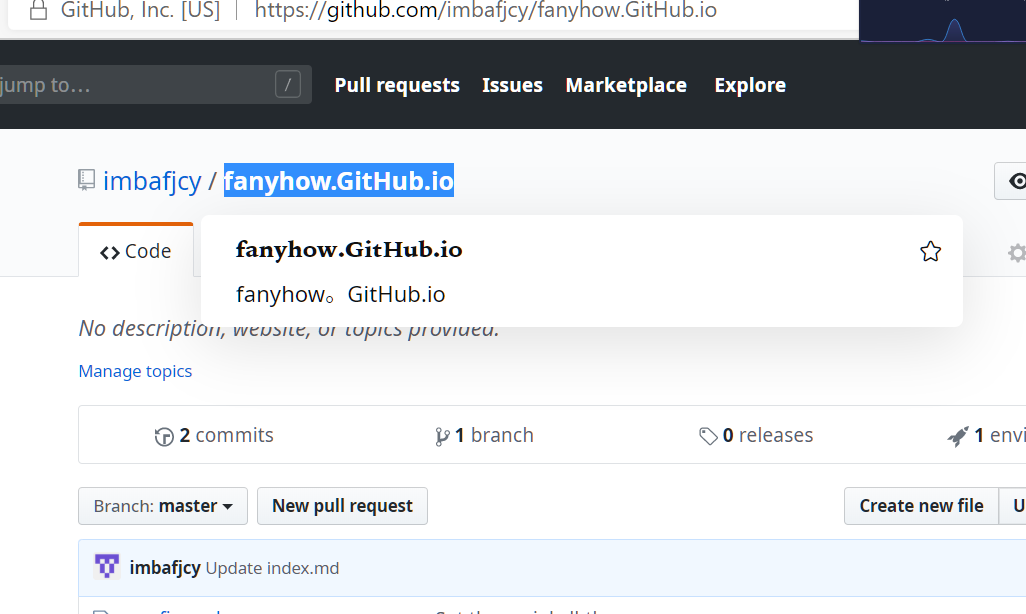 GitHub, Inc. [US] https://github.com/imbafjcy/fanyhow.GitHub.io
jump to… /
Pull requests Issues Marketplace Explore
imbafjcy / fanyhow.GitHub.io
<> Code
fanyhow.GitHub.io
fanyhow。GitHub.io
No description, website, or topics provided.
Manage topics
2 commits 1 branch 0 releases 1 envi
Branch: master New pull request Create new file U
imbafjcy Update index.md